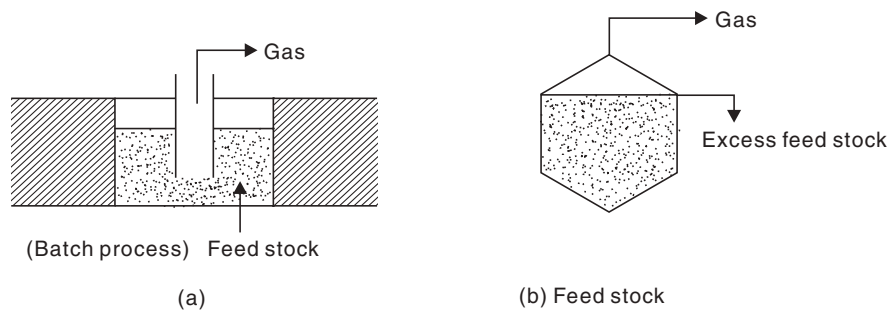 Gas
(Batch process) Feed stock
(a)
Gas
Excess feed stock
(b) Feed stock